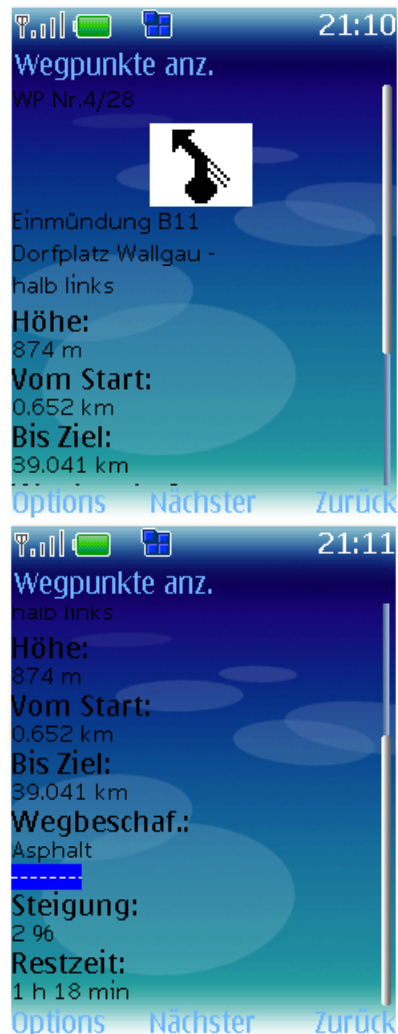 21:10
Wegpunkte anz.
WP Nr.4/28
Einmündung B11
Dorfplatz Wallgau -
halb links
Höhe:
874 m
Vom Start:
0.652 km
Bis Ziel:
39.041 km
Options Nächster Zurück
21:11
Wegpunkte anz.
halb links
Höhe:
874 m
Vom Start:
0.652 km
Bis Ziel:
39.041 km
Wegbeschaf.:
Asphalt
Steigung:
2 %
Restzeit:
1 h 18 min
Options Nächster Zurück